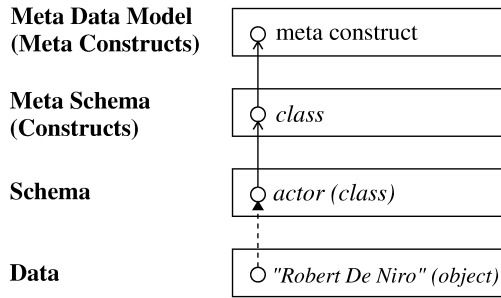 Meta Data Model
(Meta Constructs)
meta construct
Meta Schema
(Constructs)
class
Schema
actor (class)
Data
"Robert De Niro" (object)